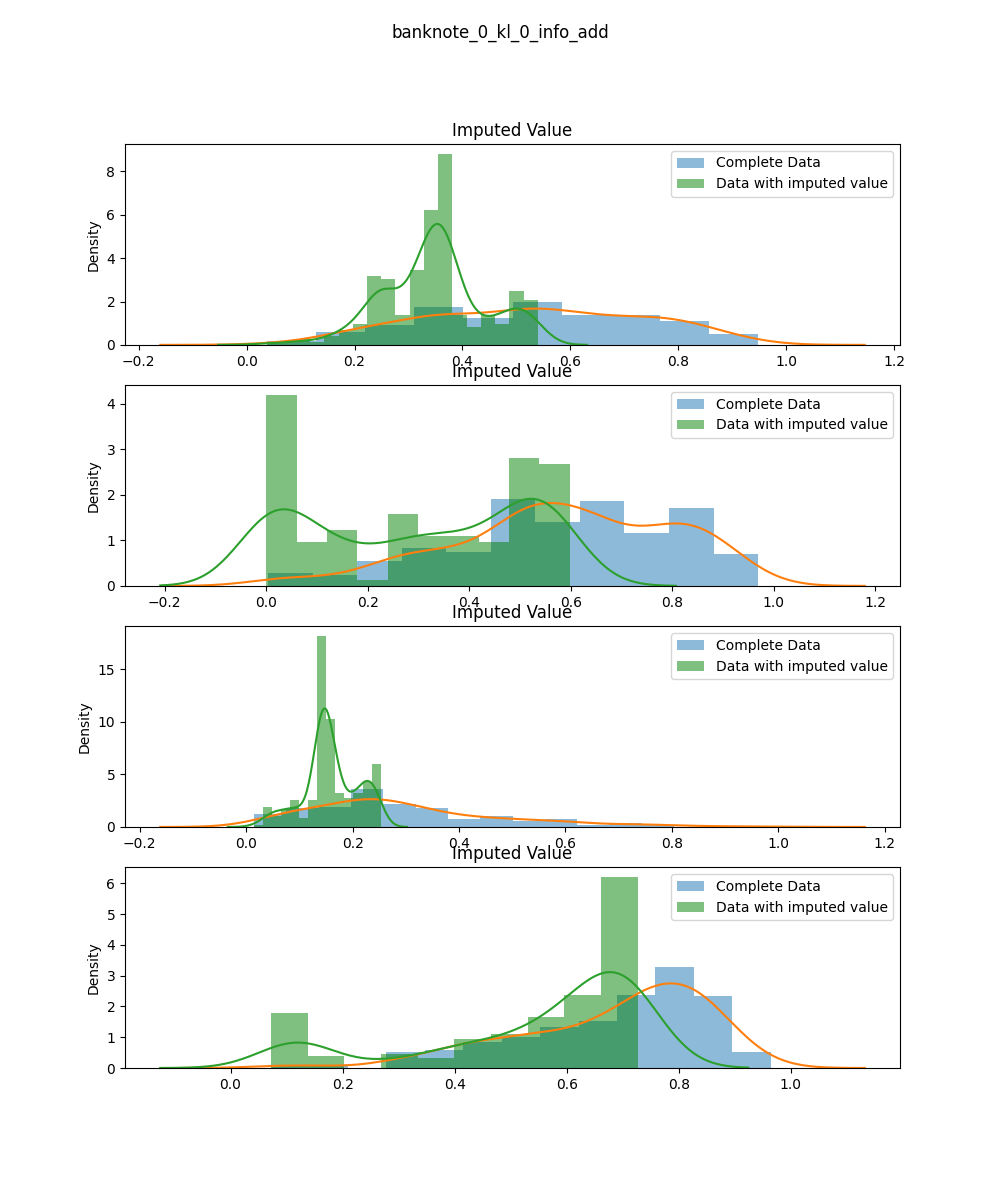 banknote_0_kl_0_info_add
Imputed Value
Density
8
6
4
2
0
Complete Data
Data with imputed value
−0.2 0.0 0.2 0.4 0.6 0.8 1.0 1.2
Imputed Value
Density
4
3
2
1
0
Complete Data
Data with imputed value
−0.2 0.0 0.2 0.4 0.6 0.8 1.0 1.2
Imputed Value
Density
15
10
5
0
Complete Data
Data with imputed value
−0.2 0.0 0.2 0.4 0.6 0.8 1.0 1.2
Imputed Value
Density
6
5
4
3
2
1
0
Complete Data
Data with imputed value
0.0 0.2 0.4 0.6 0.8 1.0